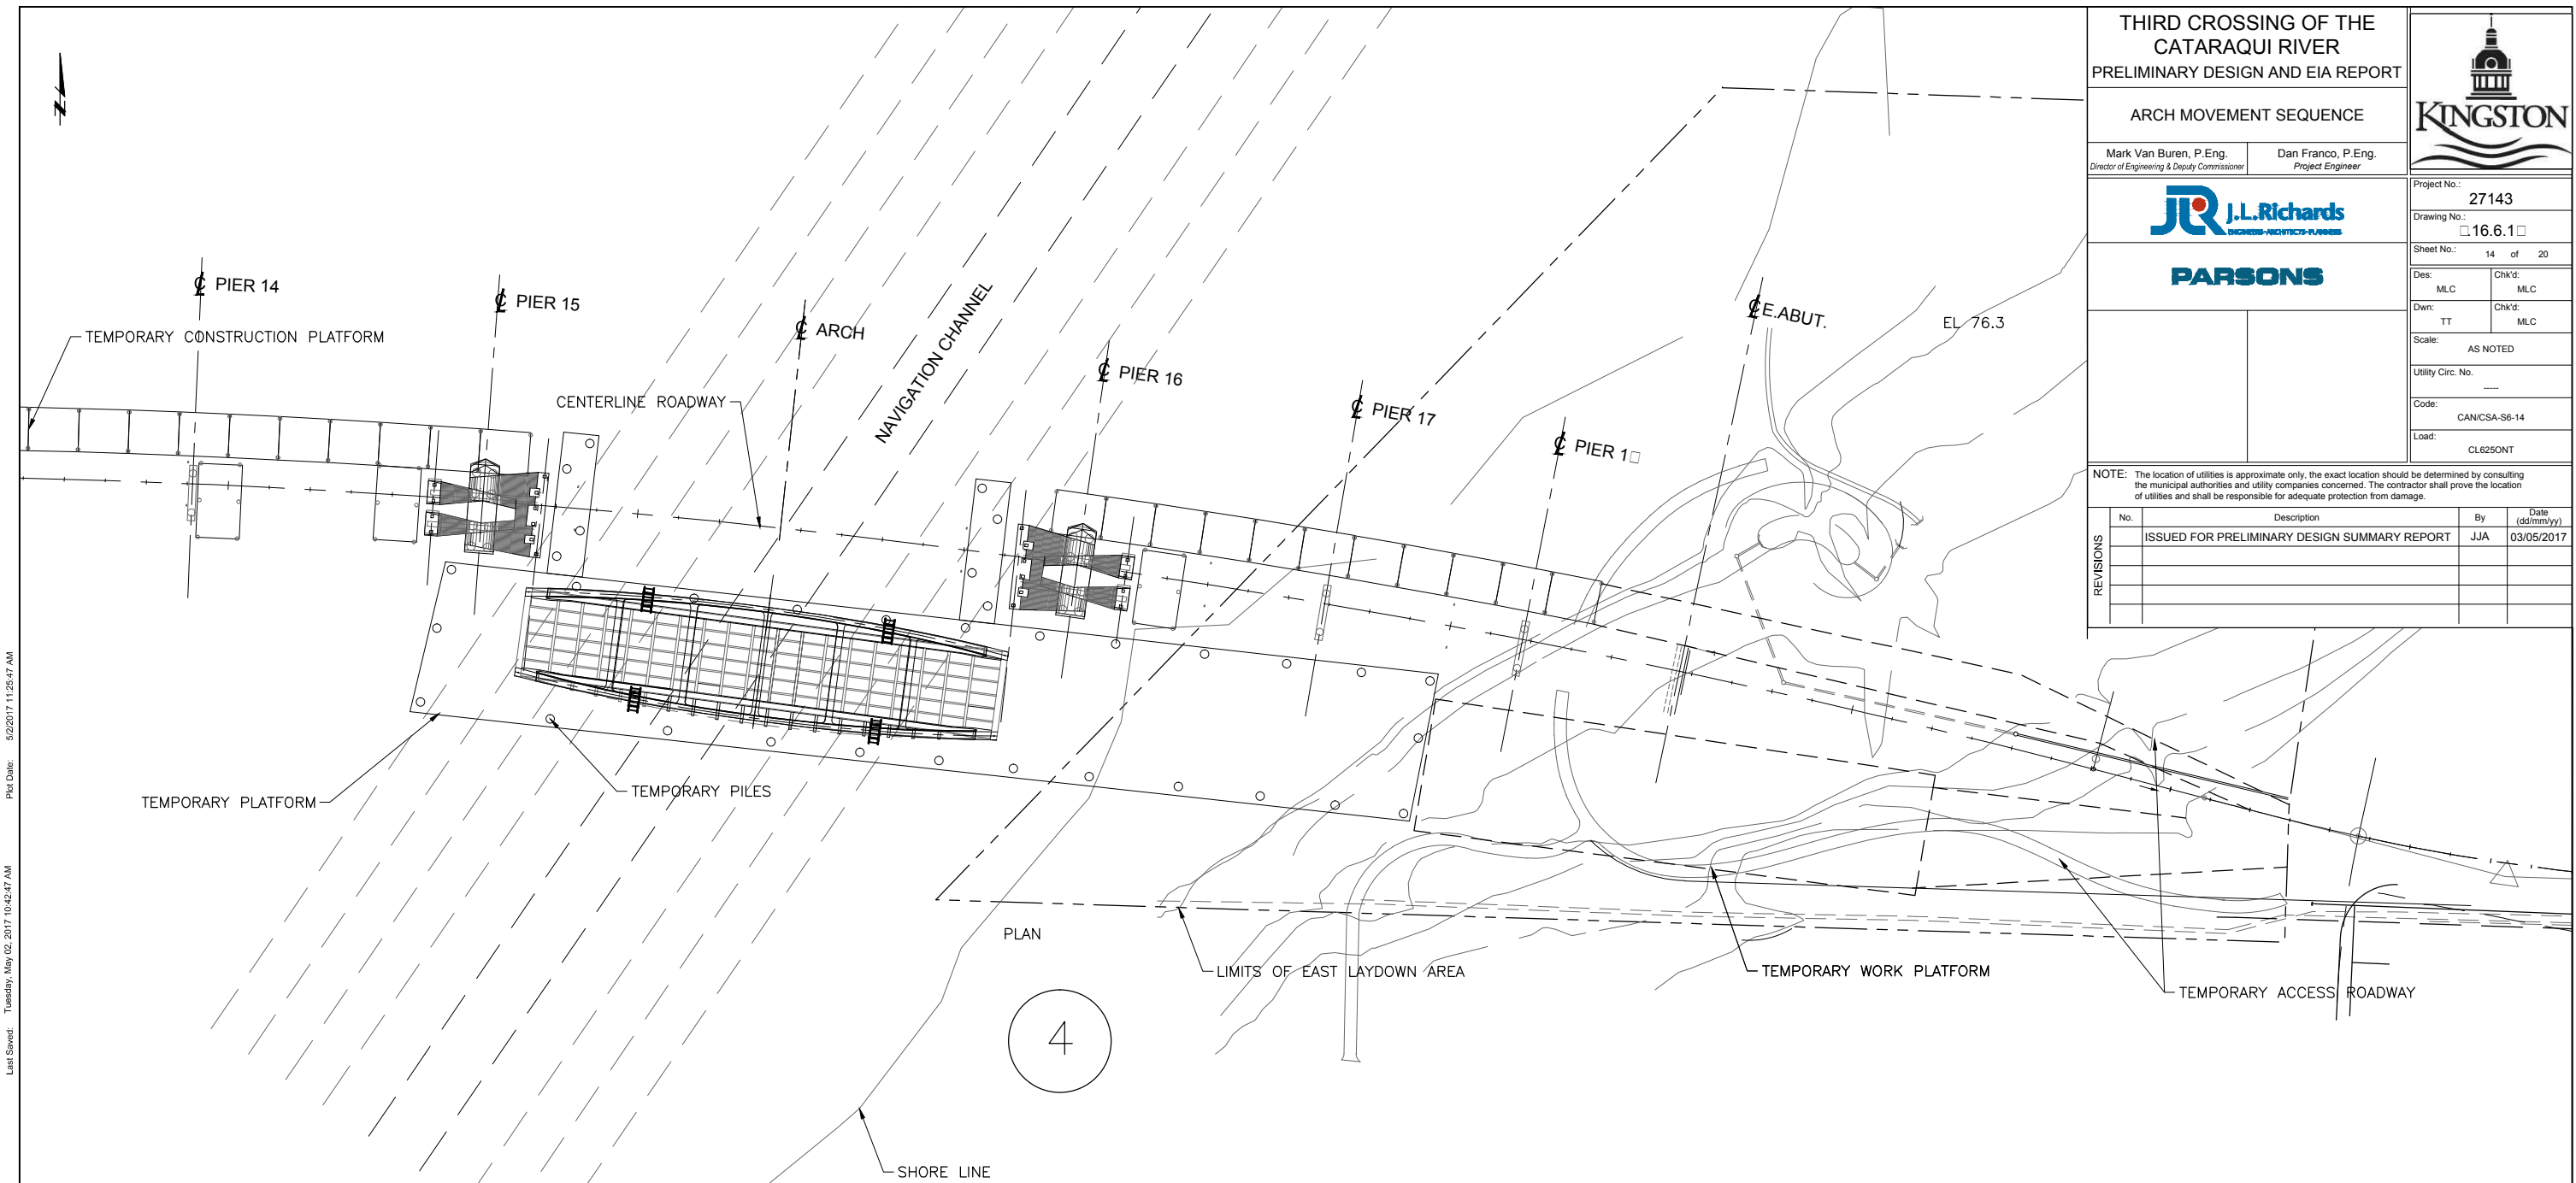 THIRD CROSSING OF THE
CATARAQUI RIVER
PRELIMINARY DESIGN AND EIA REPORT
ARCH MOVEMENT SEQUENCE
Mark Van Buren, P.Eng.
Director of Engineering & Deputy Commissioner
Dan Franco, P.Eng.
Project Engineer
KINGSTON
JLR J.L.Richards
ENGINEERS·ARCHITECTS·PLANNERS
PARSONS
Project No.:
27143
Drawing No.:
□.16.6.1□
Sheet No.: 14 of 20
Des:
MLC
Chk'd:
MLC
Dwn:
TT
Chk'd:
MLC
Scale:
AS NOTED
Utility Circ. No.
-----
Code:
CAN/CSA-S6-14
Load:
CL625ONT
NOTE: The location of utilities is approximate only, the exact location should be determined by consulting
the municipal authorities and utility companies concerned. The contractor shall prove the location
of utilities and shall be responsible for adequate protection from damage.
REVISIONS
No. Description By Date
(dd/mm/yy)
ISSUED FOR PRELIMINARY DESIGN SUMMARY REPORT JJA 03/05/2017
N
℄ PIER 14
℄ PIER 15
℄ ARCH
NAVIGATION CHANNEL
℄ PIER 16
℄ PIER 17
℄ PIER 1□
℄ E.ABUT.
EL 76.3
TEMPORARY CONSTRUCTION PLATFORM
CENTERLINE ROADWAY
TEMPORARY PLATFORM
TEMPORARY PILES
PLAN
4
LIMITS OF EAST LAYDOWN AREA
TEMPORARY WORK PLATFORM
TEMPORARY ACCESS ROADWAY
SHORE LINE
Plot Date: 5/2/2017 11:25:47 AM
Last Saved: Tuesday, May 02, 2017 10:42:47 AM